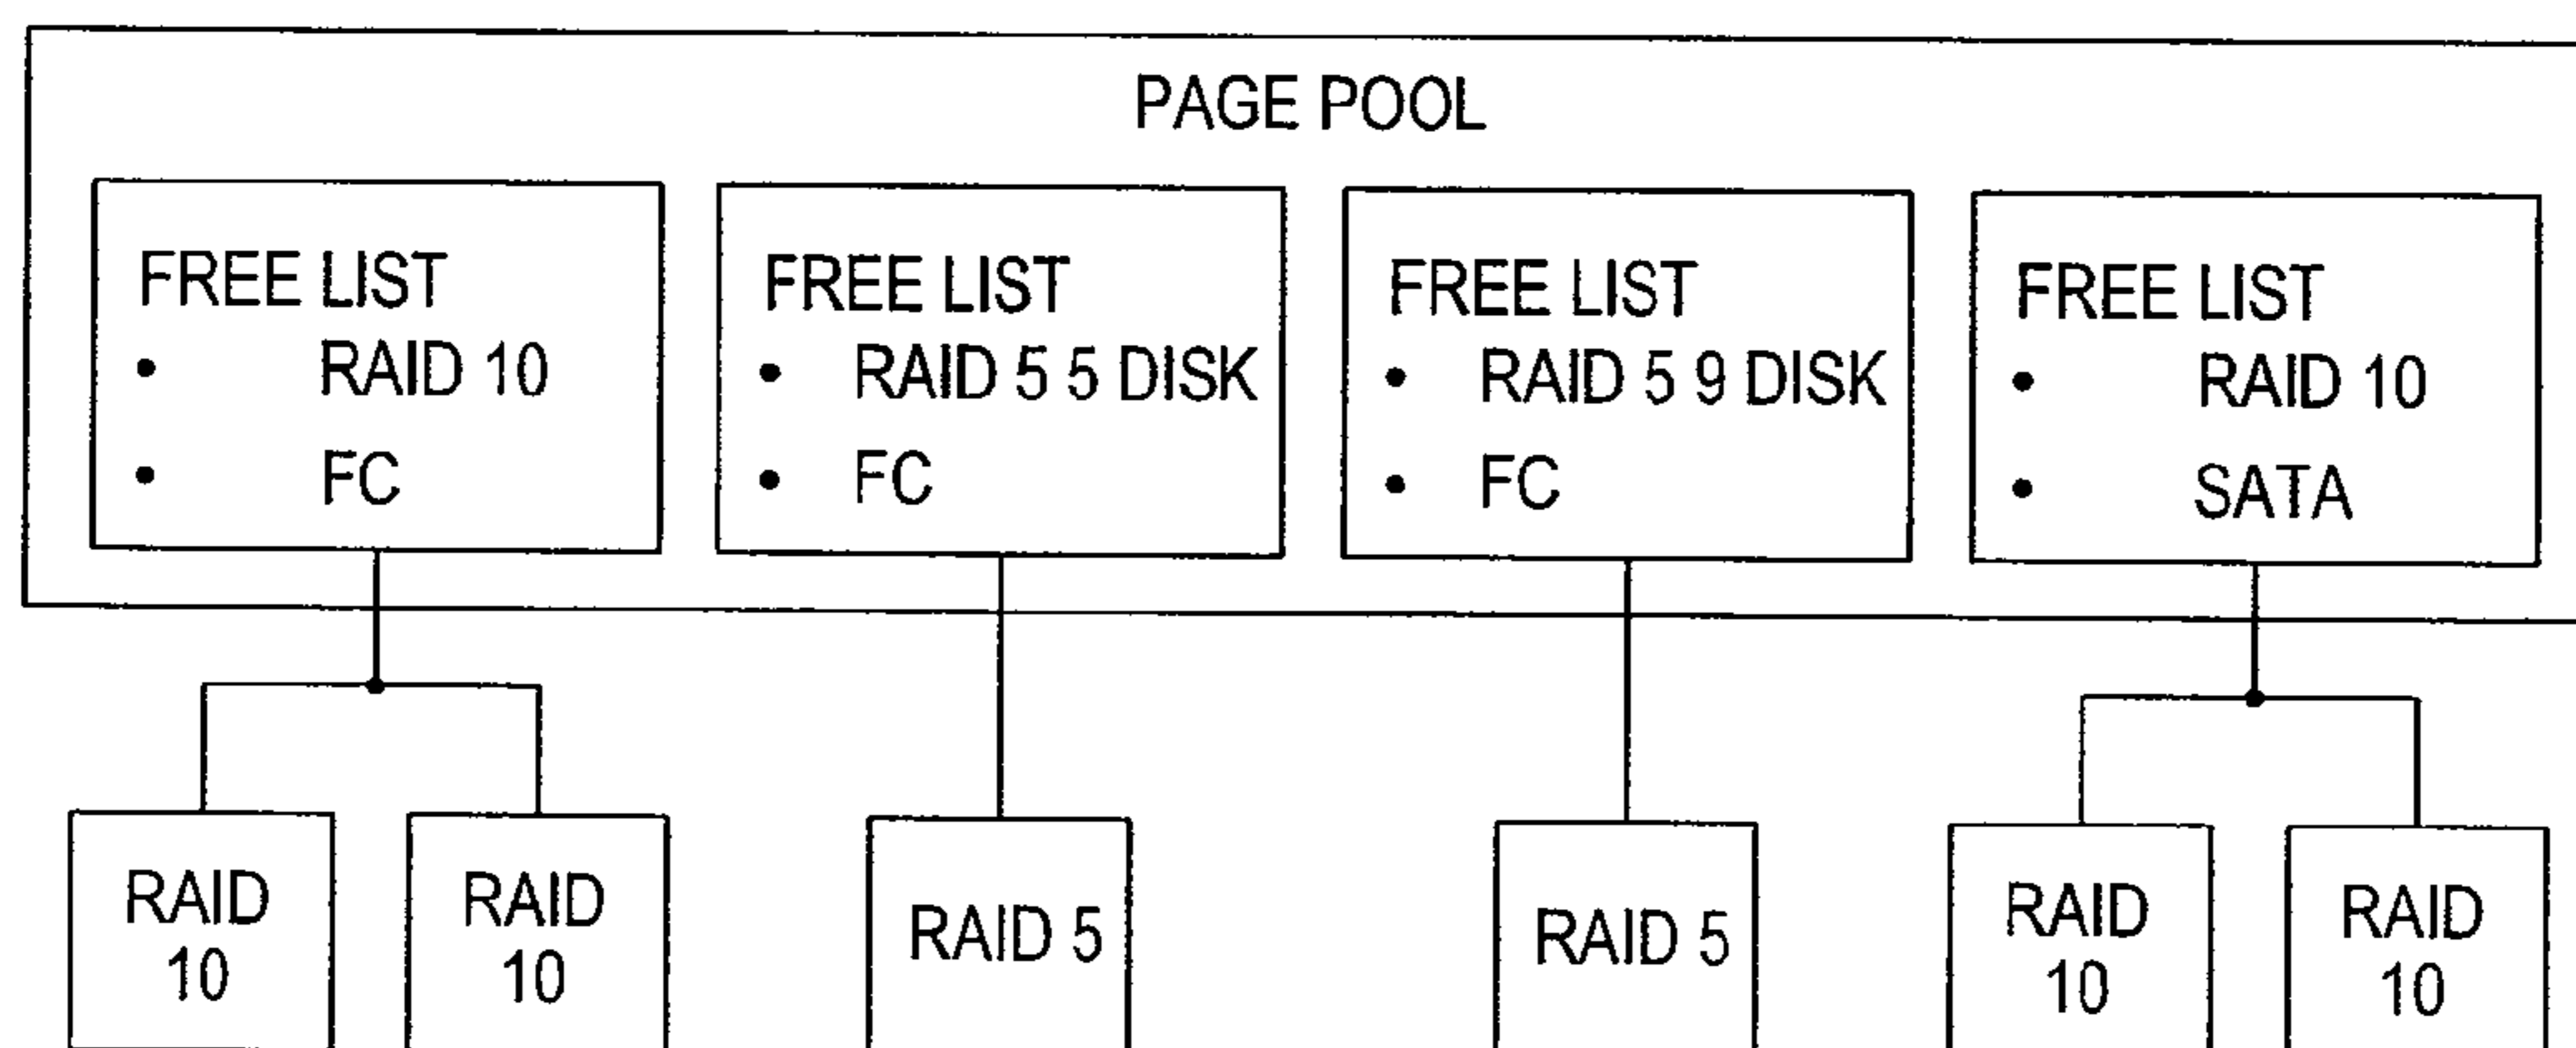 PAGE POOL
FREE LIST
• RAID 10
• FC
FREE LIST
• RAID 5 5 DISK
• FC
FREE LIST
• RAID 5 9 DISK
• FC
FREE LIST
• RAID 10
• SATA
RAID
10
RAID
10
RAID 5
RAID 5
RAID
10
RAID
10